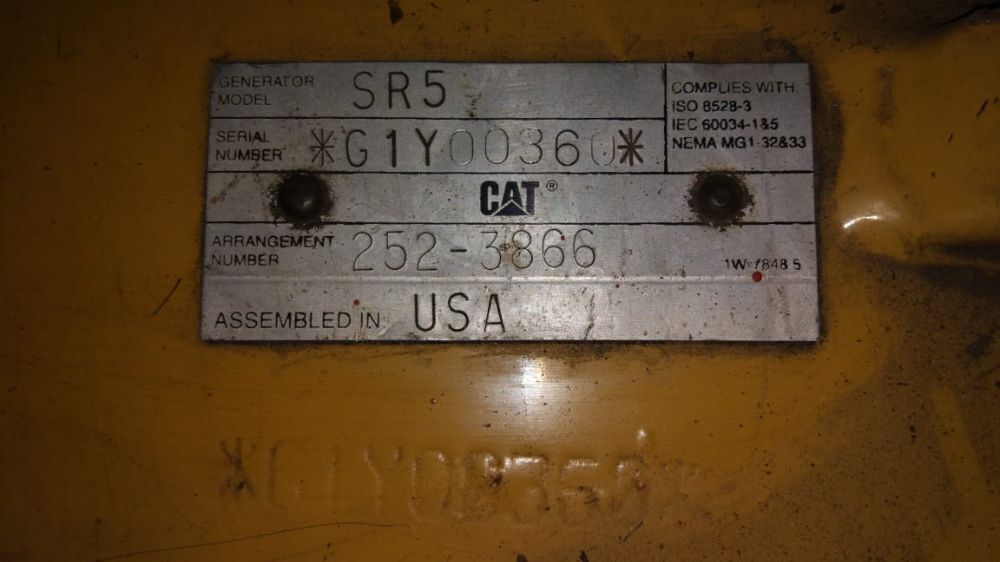 GENERATOR
MODEL SR5
COMPLIES WITH:
ISO 8528-3
IEC 60034-1&5
NEMA MG1-32&33
SERIAL
NUMBER *G1Y00360*
CAT®
ARRANGEMENT
NUMBER 252-3866
1W-7848 5
ASSEMBLED IN: USA
*G1Y00360*